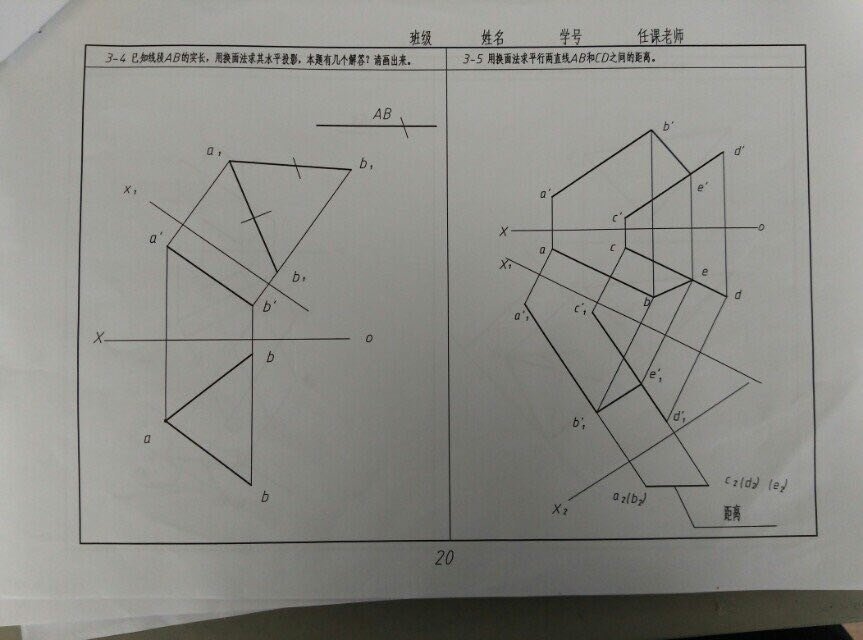 班级 姓名 学号 任课老师
3-4 已知线段AB的实长，用换面法求其水平投影，本题有几个解答？请画出来。
3-5 用换面法求平行两直线AB和CD之间的距离。
AB
a₁
b₁
X₁
a'
b₁
b'
X
o
b
a
b
b'
d'
a'
e'
c'
X
o
a
c
X₁
e
b
d
a'₁
c'₁
e'₁
b'₁
d'₁
a₂(b₂)
c₂(d₂) (e₂)
X₂
距离
20